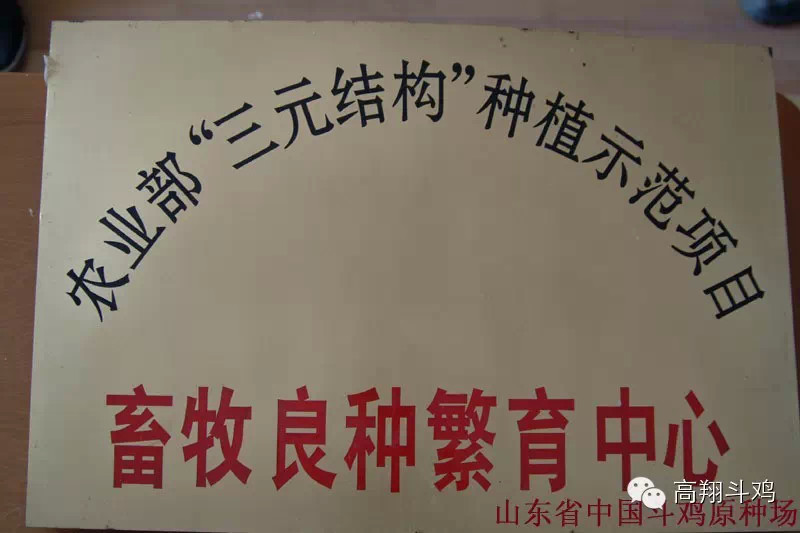 农业部“三元结构”种植示范项目
畜牧良种繁育中心
高翔斗鸡
山东省中国斗鸡原种场